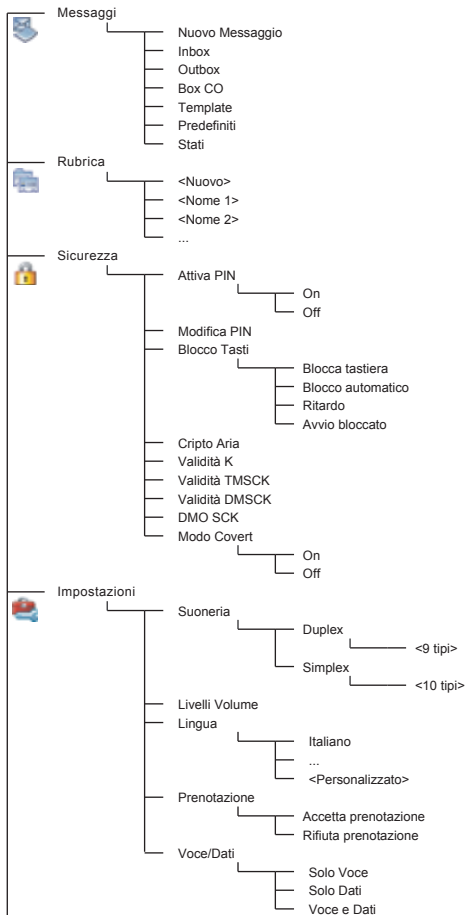 Messaggi
Nuovo Messaggio
Inbox
Outbox
Box CO
Template
Predefiniti
Stati
Rubrica
<Nuovo>
<Nome 1>
<Nome 2>
...
Sicurezza
Attiva PIN
On
Off
Modifica PIN
Blocco Tasti
Blocca tastiera
Blocco automatico
Ritardo
Avvio bloccato
Cripto Aria
Validità K
Validità TMSCK
Validità DMSCK
DMO SCK
Modo Covert
On
Off
Impostazioni
Suoneria
Duplex
<9 tipi>
Simplex
<10 tipi>
Livelli Volume
Lingua
Italiano
...
<Personalizzato>
Prenotazione
Accetta prenotazione
Rifiuta prenotazione
Voce/Dati
Solo Voce
Solo Dati
Voce e Dati